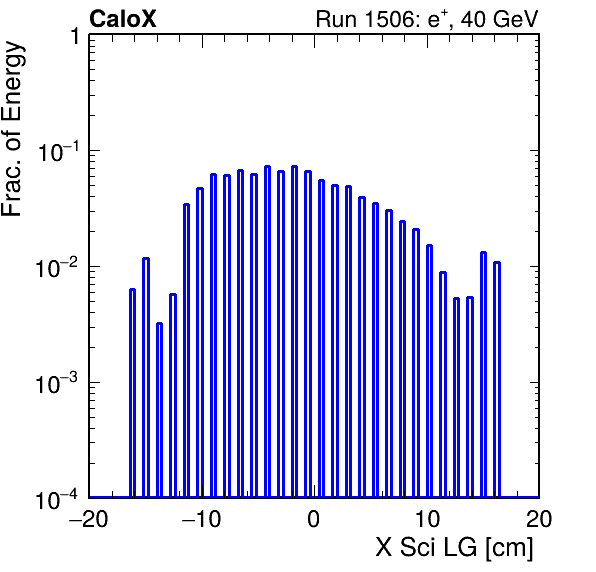 CaloX Run 1506: e⁺, 40 GeV
Frac. of Energy
1
10⁻¹
10⁻²
10⁻³
10⁻⁴
−20 −10 0 10 20
X Sci LG [cm]